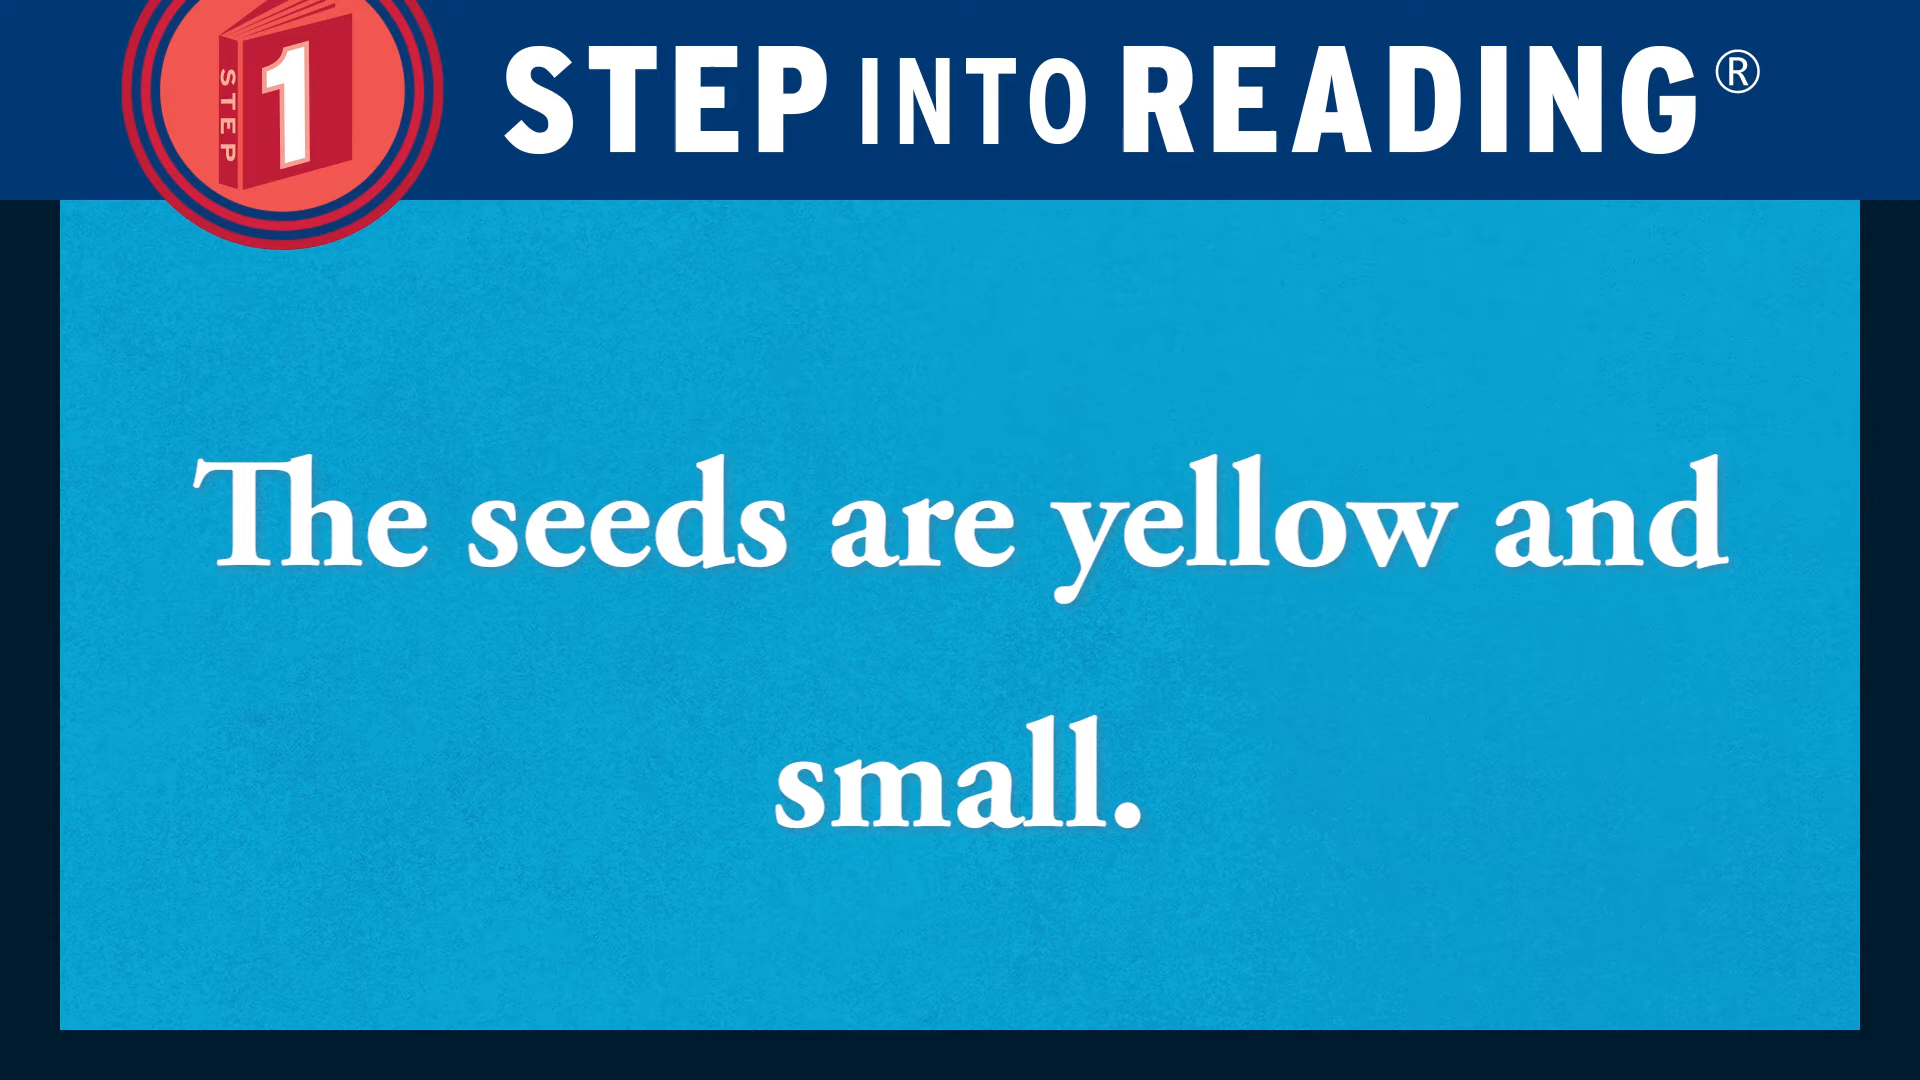 STEP 1
STEP INTO READING®
The seeds are yellow and
small.